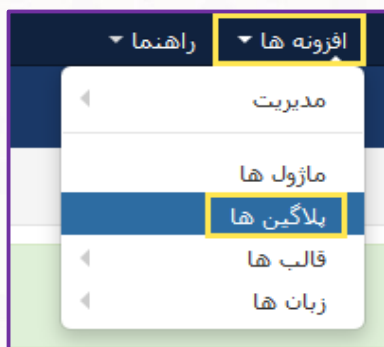 افزونه ها راهنما
مدیریت
ماژول ها
پلاگین ها
قالب ها
زبان ها